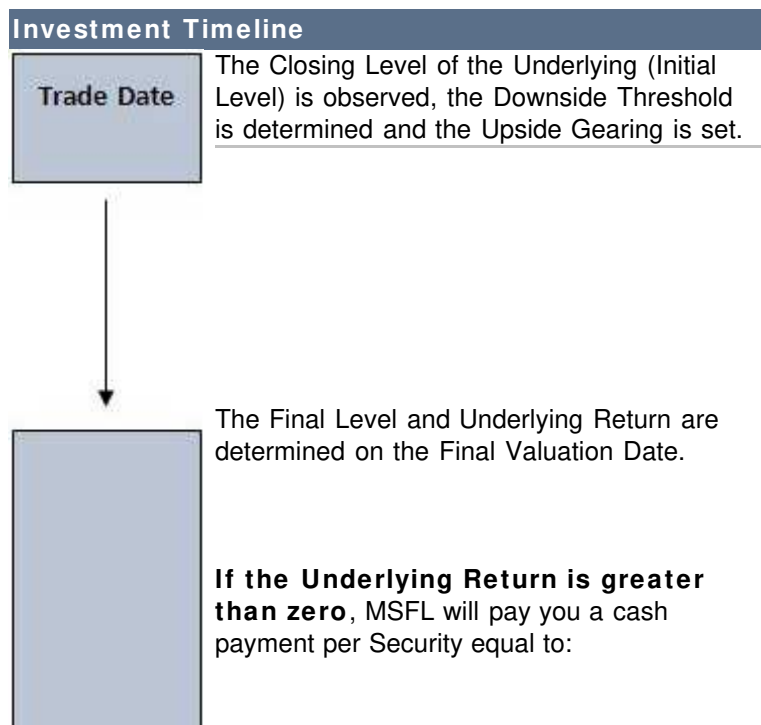 Investment Timeline
Trade Date
The Closing Level of the Underlying (Initial
Level) is observed, the Downside Threshold
is determined and the Upside Gearing is set.
The Final Level and Underlying Return are
determined on the Final Valuation Date.
If the Underlying Return is greater
than zero, MSFL will pay you a cash
payment per Security equal to: